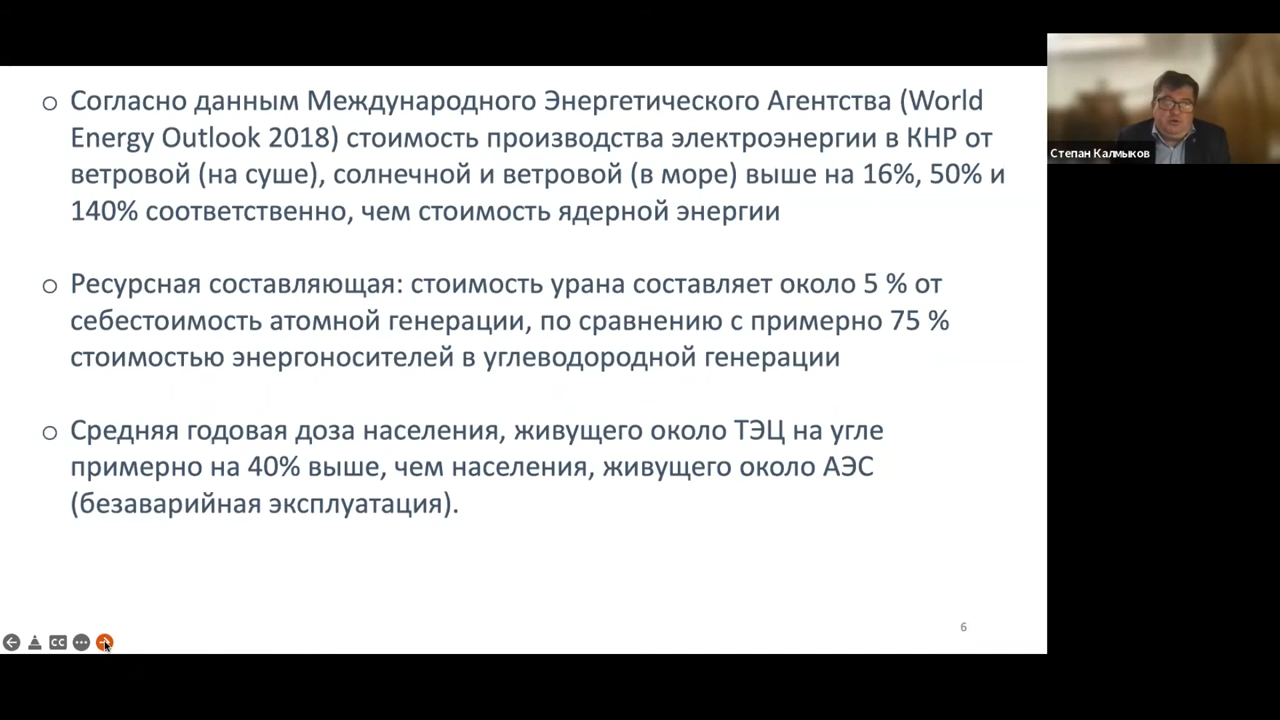 Согласно данным Международного Энергетического Агентства (World
Energy Outlook 2018) стоимость производства электроэнергии в КНР от
ветровой (на суше), солнечной и ветровой (в море) выше на 16%, 50% и
140% соответственно, чем стоимость ядерной энергии
Ресурсная составляющая: стоимость урана составляет около 5 % от
себестоимость атомной генерации, по сравнению с примерно 75 %
стоимостью энергоносителей в углеводородной генерации
Средняя годовая доза населения, живущего около ТЭЦ на угле
примерно на 40% выше, чем населения, живущего около АЭС
(безаварийная эксплуатация).
6
CC
Степан Калмыков